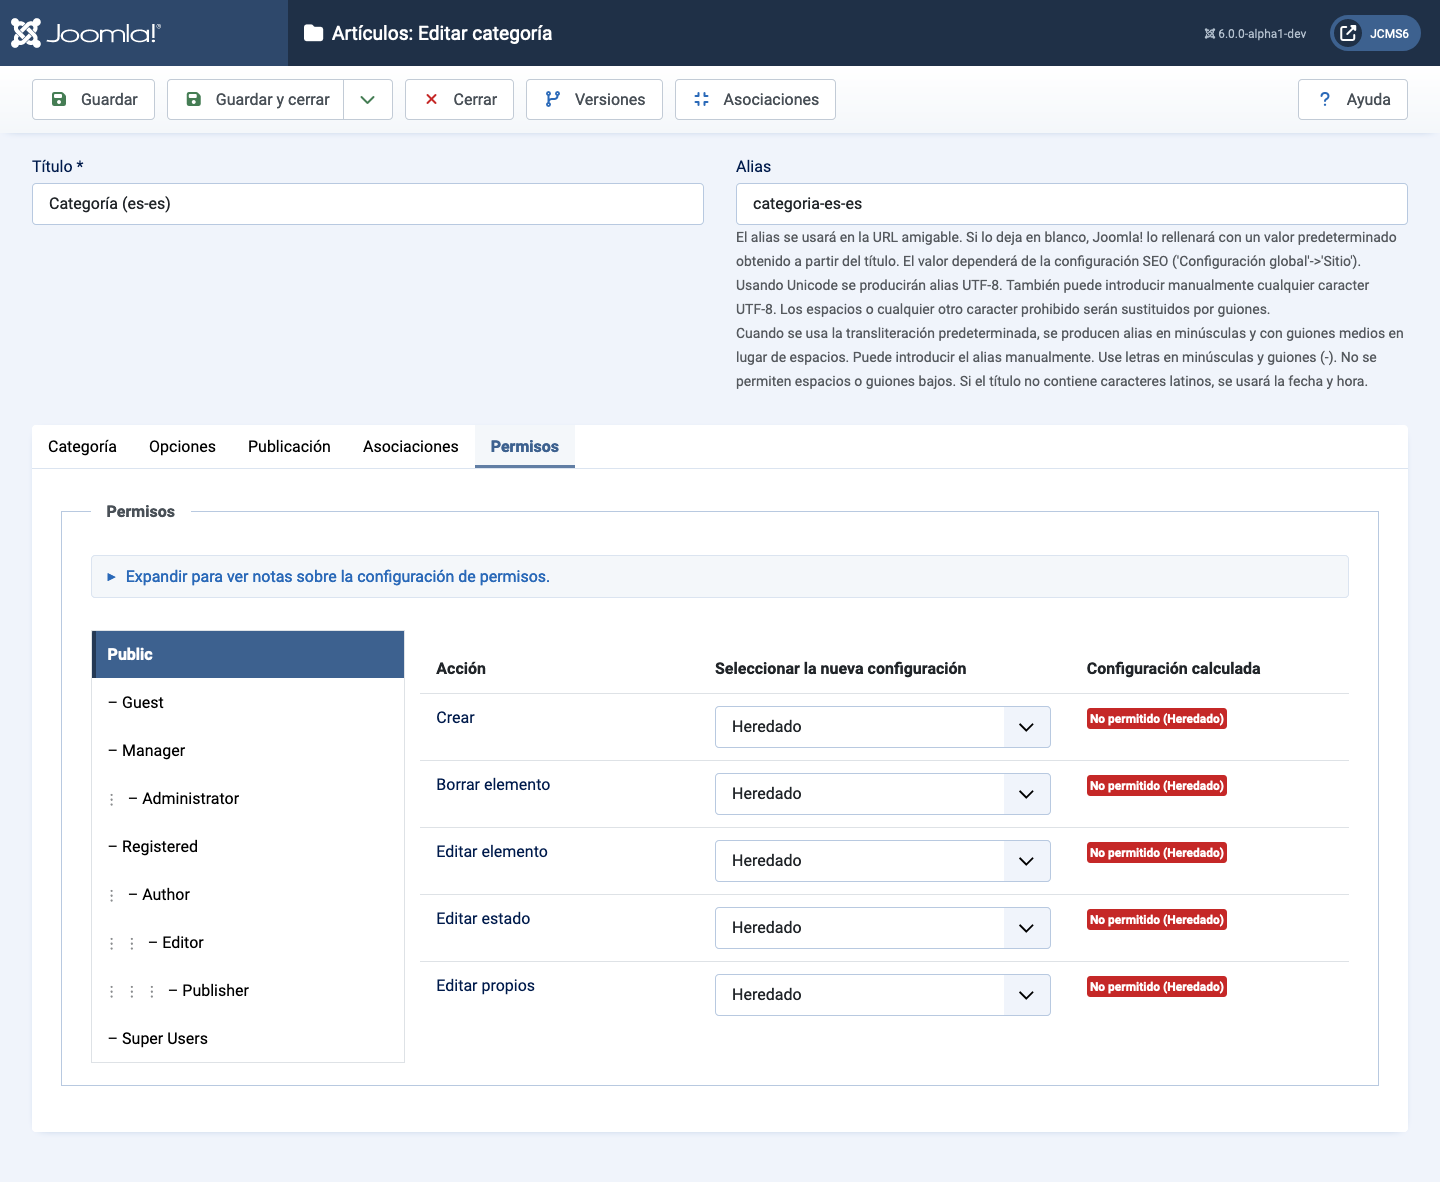 Joomla!®
Artículos: Editar categoría
6.0.0-alpha1-dev
JCMS6
Guardar
Guardar y cerrar
Cerrar
Versiones
Asociaciones
? Ayuda
Título *
Categoría (es-es)
Alias
categoria-es-es
El alias se usará en la URL amigable. Si lo deja en blanco, Joomla! lo rellenará con un valor predeterminado
obtenido a partir del título. El valor dependerá de la configuración SEO ('Configuración global'->'Sitio').
Usando Unicode se producirán alias UTF-8. También puede introducir manualmente cualquier caracter
UTF-8. Los espacios o cualquier otro caracter prohibido serán sustituidos por guiones.
Cuando se usa la transliteración predeterminada, se producen alias en minúsculas y con guiones medios en
lugar de espacios. Puede introducir el alias manualmente. Use letras en minúsculas y guiones (-). No se
permiten espacios o guiones bajos. Si el título no contiene caracteres latinos, se usará la fecha y hora.
Categoría
Opciones
Publicación
Asociaciones
Permisos
Permisos
Expandir para ver notas sobre la configuración de permisos.
Public
– Guest
– Manager
⋮ – Administrator
– Registered
⋮ – Author
⋮ ⋮ – Editor
⋮ ⋮ ⋮ – Publisher
– Super Users
Acción Seleccionar la nueva configuración Configuración calculada
Crear Heredado No permitido (Heredado)
Borrar elemento Heredado No permitido (Heredado)
Editar elemento Heredado No permitido (Heredado)
Editar estado Heredado No permitido (Heredado)
Editar propios Heredado No permitido (Heredado)